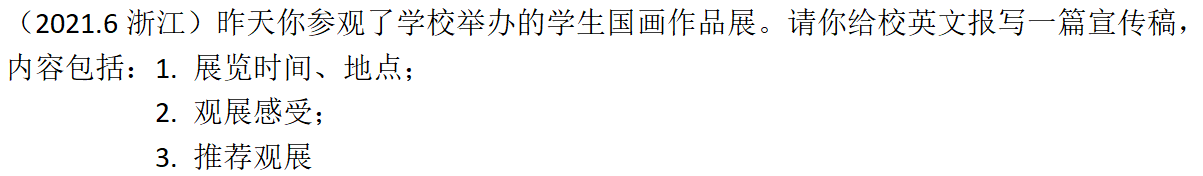 （2021.6 浙江）昨天你参观了学校举办的学生国画作品展。请你给校英文报写一篇宣传稿，
内容包括：1. 展览时间、地点；
2. 观展感受；
3. 推荐观展